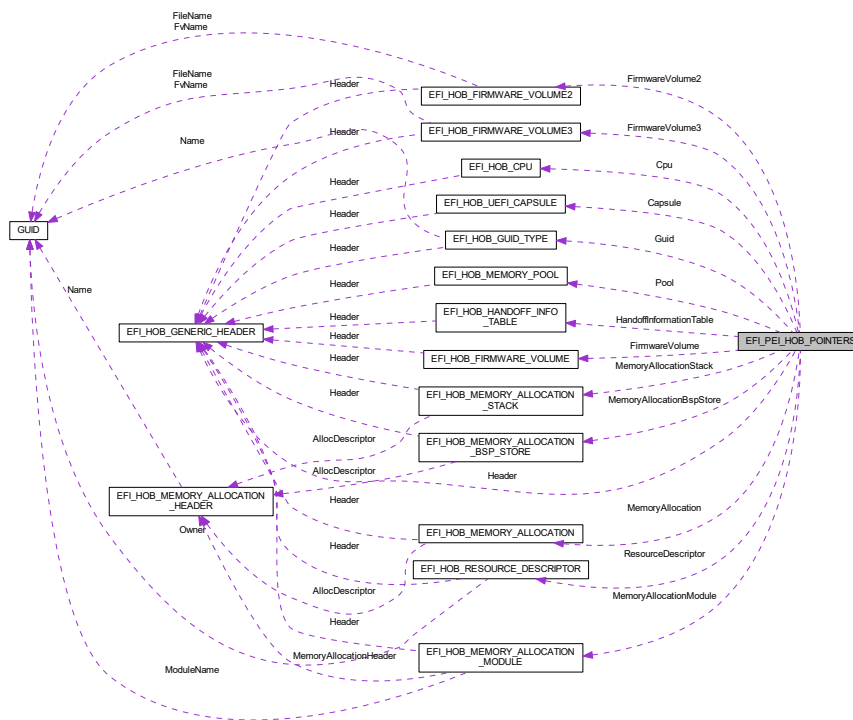 FileName
FvName
FileName
FvName
Header
EFI_HOB_FIRMWARE_VOLUME2
FirmwareVolume2
Name
Header
EFI_HOB_FIRMWARE_VOLUME3
FirmwareVolume3
EFI_HOB_CPU
Cpu
Header
EFI_HOB_UEFI_CAPSULE
Capsule
Header
GUID
EFI_HOB_GUID_TYPE
Guid
Header
EFI_HOB_MEMORY_POOL
Pool
Name
Header
EFI_HOB_HANDOFF_INFO
_TABLE
HandoffInformationTable
Header
EFI_HOB_GENERIC_HEADER
EFI_PEI_HOB_POINTERS
FirmwareVolume
Header
EFI_HOB_FIRMWARE_VOLUME
MemoryAllocationStack
Header
EFI_HOB_MEMORY_ALLOCATION
_STACK
MemoryAllocationBspStore
Header
AllocDescriptor
EFI_HOB_MEMORY_ALLOCATION
_BSP_STORE
AllocDescriptor
Header
EFI_HOB_MEMORY_ALLOCATION
_HEADER
Header
MemoryAllocation
Owner
EFI_HOB_MEMORY_ALLOCATION
Header
ResourceDescriptor
EFI_HOB_RESOURCE_DESCRIPTOR
AllocDescriptor
MemoryAllocationModule
Header
MemoryAllocationHeader
EFI_HOB_MEMORY_ALLOCATION
_MODULE
ModuleName